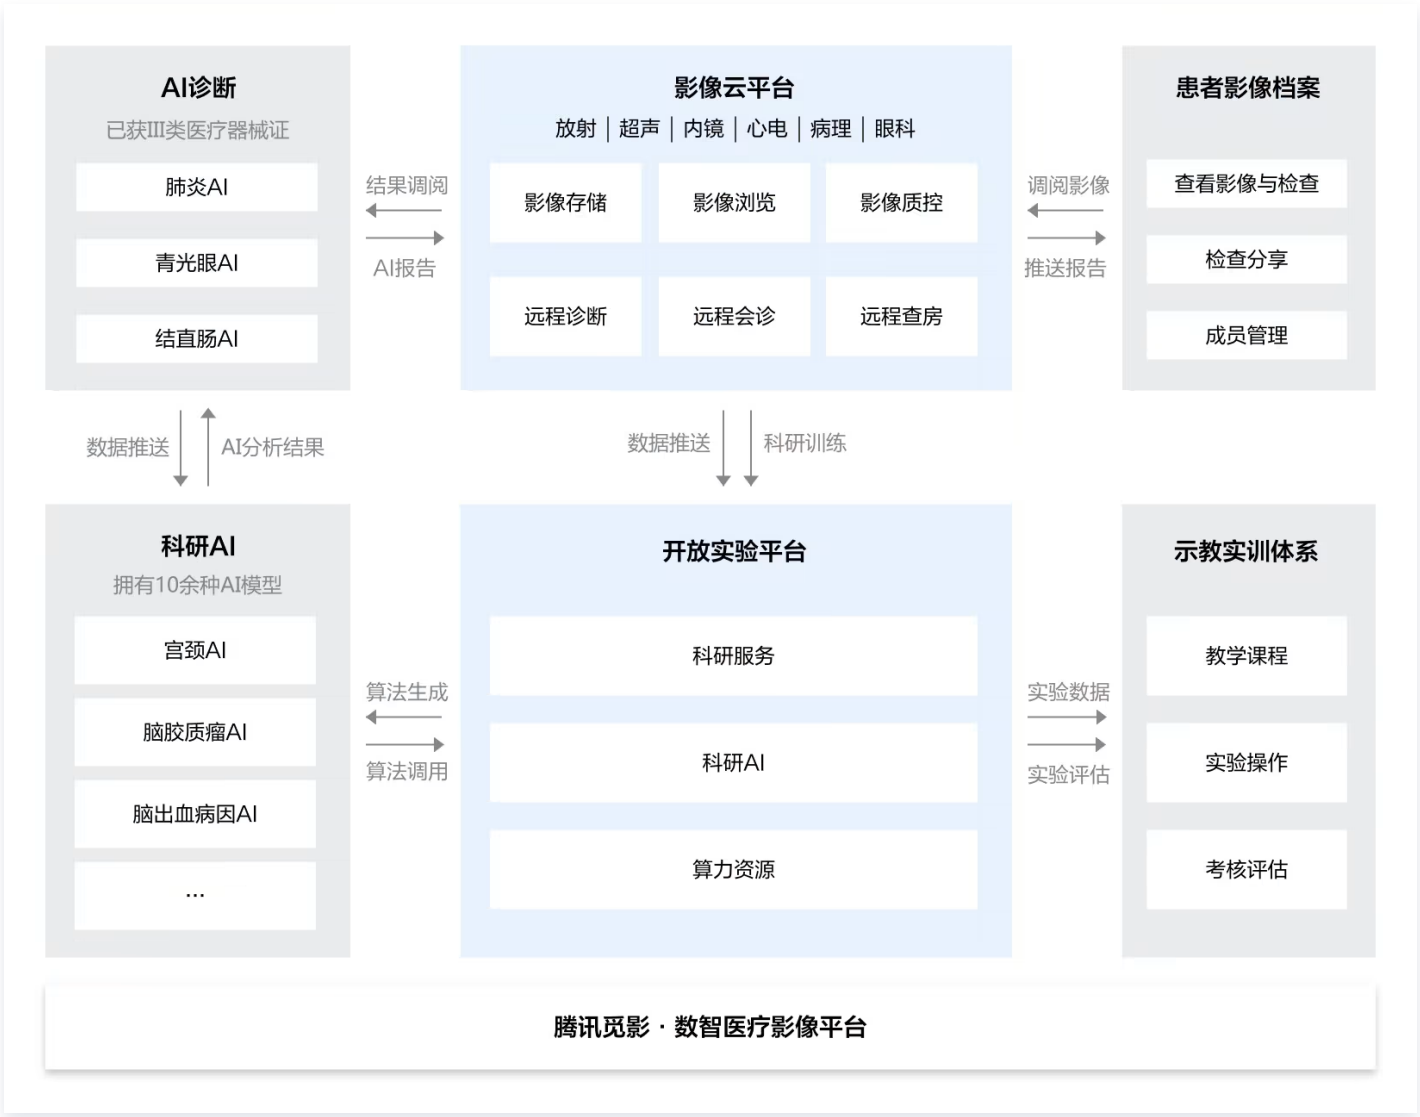 AI诊断
已获III类医疗器械证
肺炎AI
青光眼AI
结直肠AI
结果调阅
AI报告
影像云平台
放射｜超声｜内镜｜心电｜病理｜眼科
影像存储 影像浏览 影像质控
远程诊断 远程会诊 远程查房
调阅影像
推送报告
患者影像档案
查看影像与检查
检查分享
成员管理
数据推送 AI分析结果
数据推送 科研训练
科研AI
拥有10余种AI模型
宫颈AI
脑胶质瘤AI
脑出血病因AI
...
算法生成
算法调用
开放实验平台
科研服务
科研AI
算力资源
实验数据
实验评估
示教实训体系
教学课程
实验操作
考核评估
腾讯觅影·数智医疗影像平台